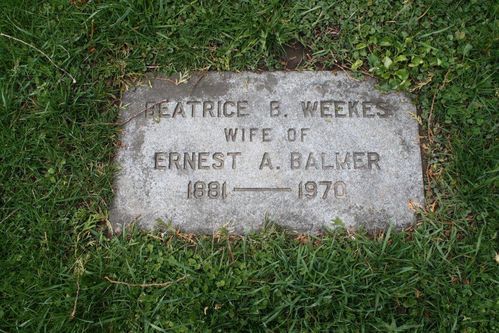 BEATRICE B. WEEKES
WIFE OF
ERNEST A. BALMER
1881 — 1970